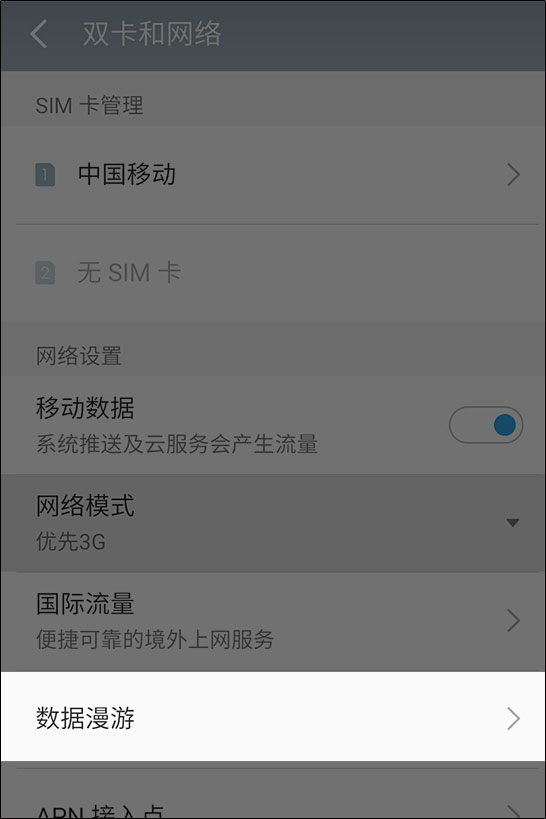 双卡和网络
SIM 卡管理
1 中国移动
2 无 SIM 卡
网络设置
移动数据
系统推送及云服务会产生流量
网络模式
优先3G
国际流量
便捷可靠的境外上网服务
数据漫游
APN 接入点